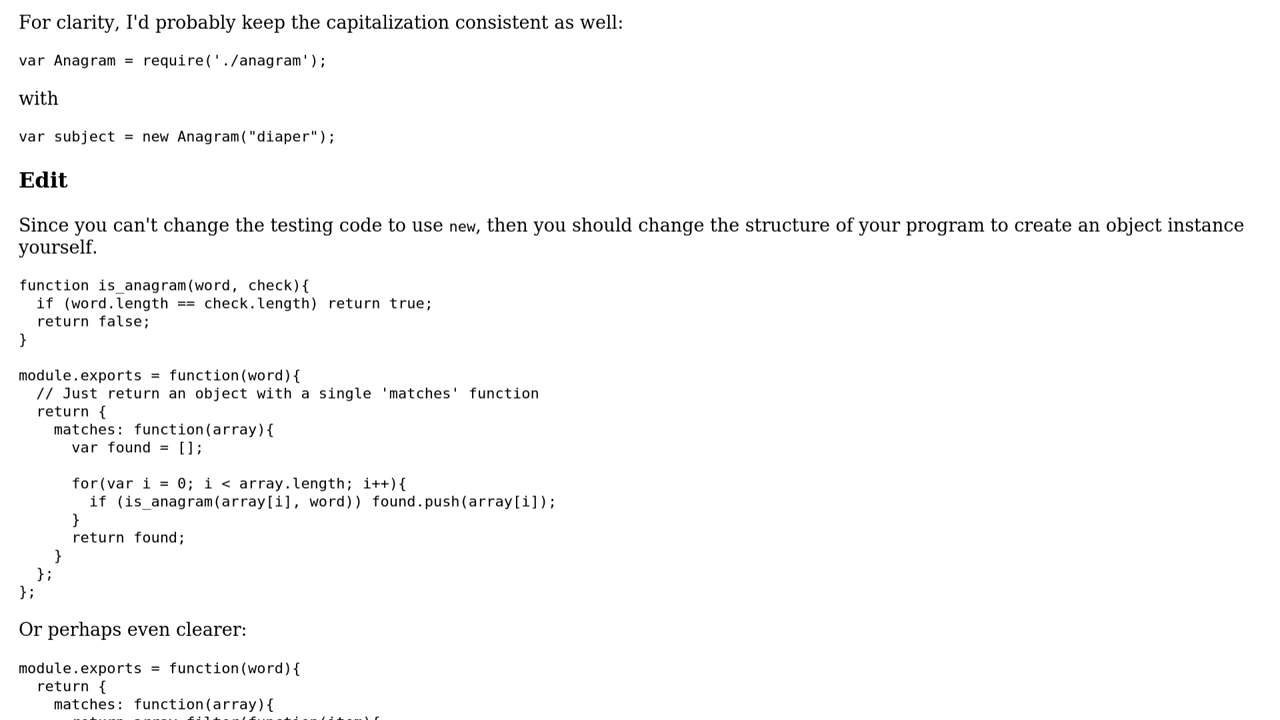 For clarity, I'd probably keep the capitalization consistent as well:
var Anagram = require('./anagram');
with
var subject = new Anagram("diaper");
Edit
Since you can't change the testing code to use new, then you should change the structure of your program to create an object instance
yourself.
function is_anagram(word, check){
  if (word.length == check.length) return true;
  return false;
}
module.exports = function(word){
  // Just return an object with a single 'matches' function
  return {
    matches: function(array){
      var found = [];
      for(var i = 0; i < array.length; i++){
        if (is_anagram(array[i], word)) found.push(array[i]);
      }
      return found;
    }
  };
};
Or perhaps even clearer:
module.exports = function(word){
  return {
    matches: function(array){
      return array.filter(function(item){